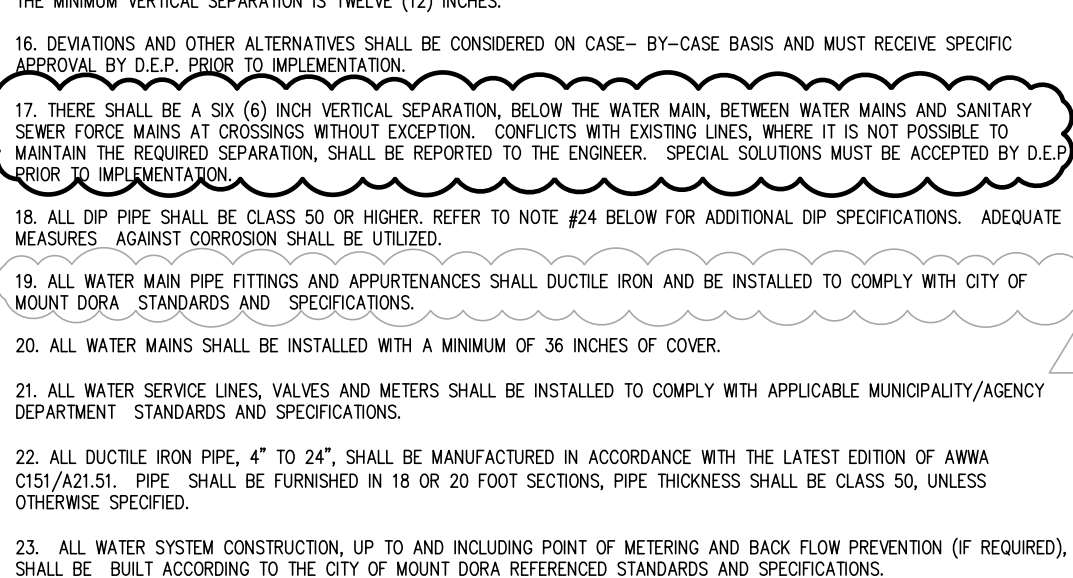 THE MINIMUM VERTICAL SEPARATION IS TWELVE (12) INCHES.
16. DEVIATIONS AND OTHER ALTERNATIVES SHALL BE CONSIDERED ON CASE- BY-CASE BASIS AND MUST RECEIVE SPECIFIC
APPROVAL BY D.E.P. PRIOR TO IMPLEMENTATION.
17. THERE SHALL BE A SIX (6) INCH VERTICAL SEPARATION, BELOW THE WATER MAIN, BETWEEN WATER MAINS AND SANITARY
SEWER FORCE MAINS AT CROSSINGS WITHOUT EXCEPTION. CONFLICTS WITH EXISTING LINES, WHERE IT IS NOT POSSIBLE TO
MAINTAIN THE REQUIRED SEPARATION, SHALL BE REPORTED TO THE ENGINEER. SPECIAL SOLUTIONS MUST BE ACCEPTED BY D.E.P
PRIOR TO IMPLEMENTATION.
18. ALL DIP PIPE SHALL BE CLASS 50 OR HIGHER. REFER TO NOTE #24 BELOW FOR ADDITIONAL DIP SPECIFICATIONS. ADEQUATE
MEASURES AGAINST CORROSION SHALL BE UTILIZED.
19. ALL WATER MAIN PIPE FITTINGS AND APPURTENANCES SHALL DUCTILE IRON AND BE INSTALLED TO COMPLY WITH CITY OF
MOUNT DORA STANDARDS AND SPECIFICATIONS.
20. ALL WATER MAINS SHALL BE INSTALLED WITH A MINIMUM OF 36 INCHES OF COVER.
21. ALL WATER SERVICE LINES, VALVES AND METERS SHALL BE INSTALLED TO COMPLY WITH APPLICABLE MUNICIPALITY/AGENCY
DEPARTMENT STANDARDS AND SPECIFICATIONS.
22. ALL DUCTILE IRON PIPE, 4" TO 24", SHALL BE MANUFACTURED IN ACCORDANCE WITH THE LATEST EDITION OF AWWA
C151/A21.51. PIPE SHALL BE FURNISHED IN 18 OR 20 FOOT SECTIONS, PIPE THICKNESS SHALL BE CLASS 50, UNLESS
OTHERWISE SPECIFIED.
23. ALL WATER SYSTEM CONSTRUCTION, UP TO AND INCLUDING POINT OF METERING AND BACK FLOW PREVENTION (IF REQUIRED),
SHALL BE BUILT ACCORDING TO THE CITY OF MOUNT DORA REFERENCED STANDARDS AND SPECIFICATIONS.